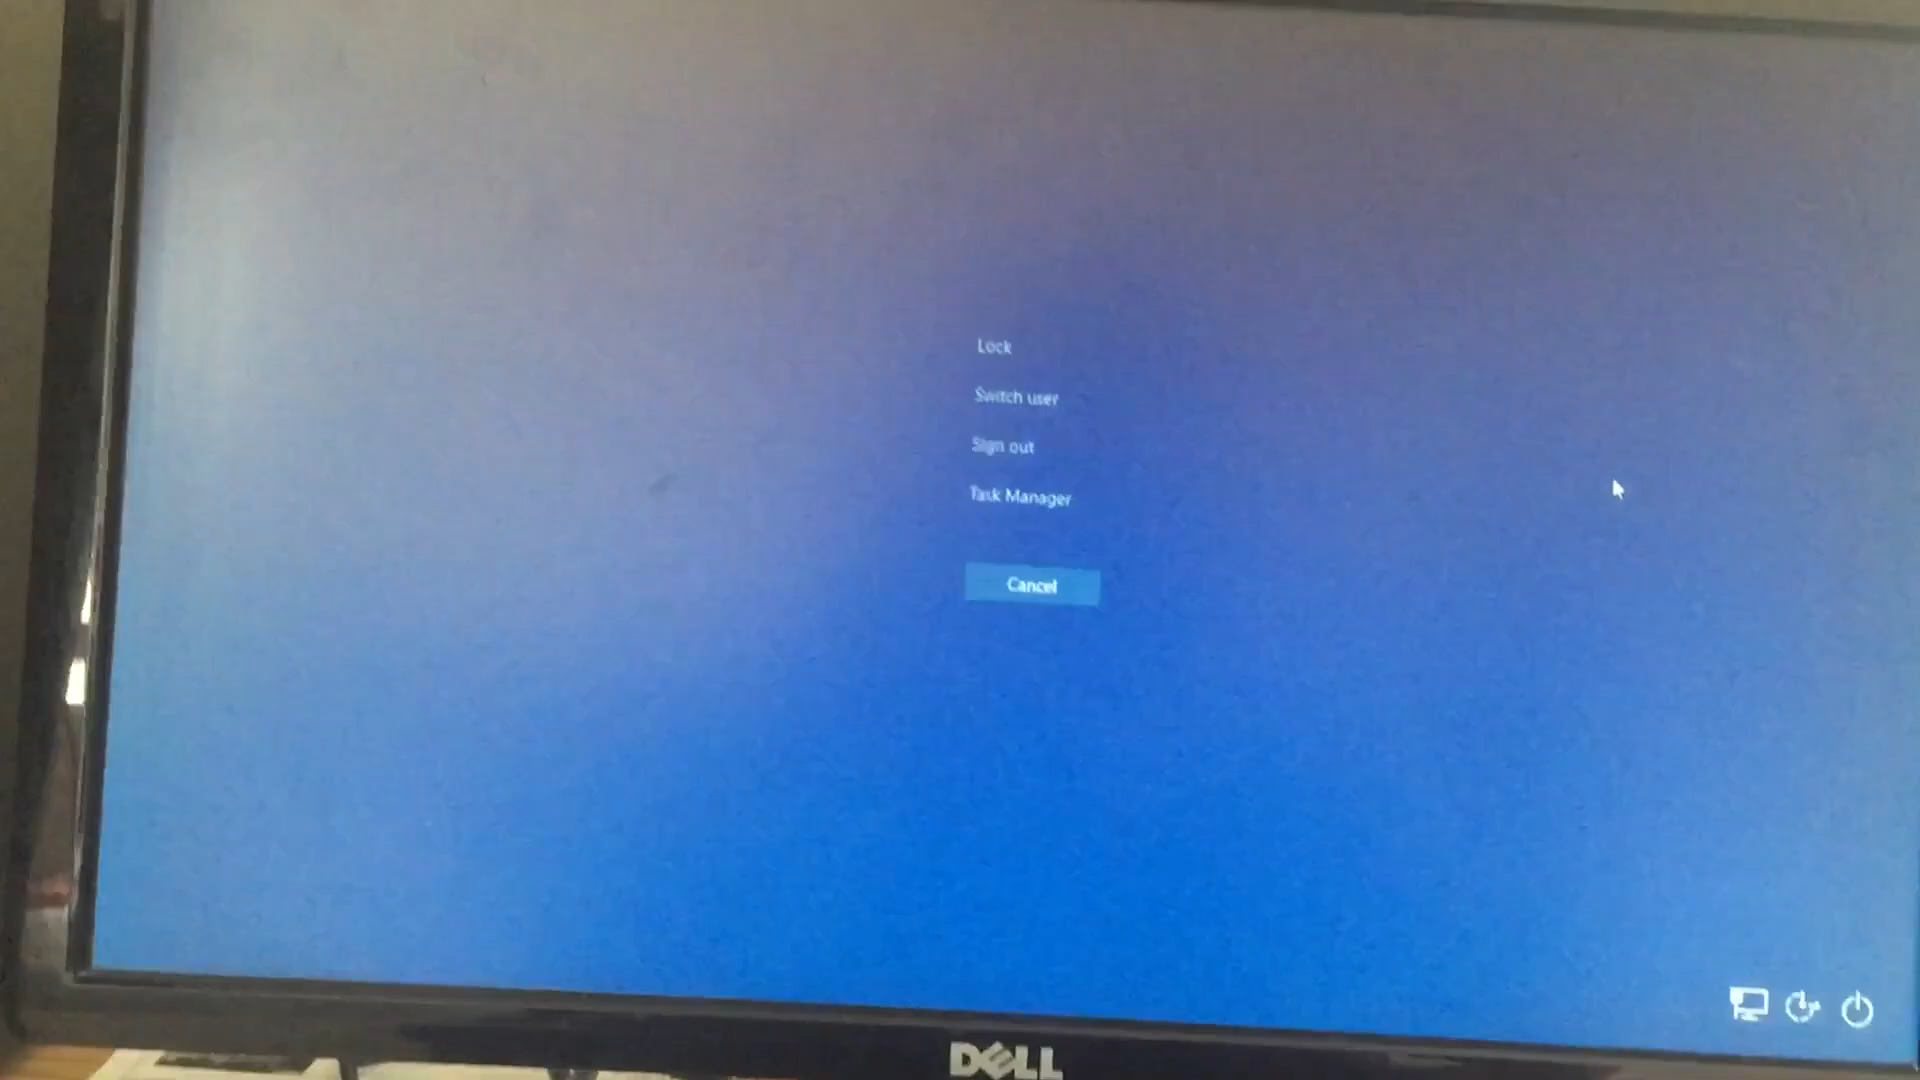 Lock
Switch user
Sign out
Task Manager
Cancel
DELL